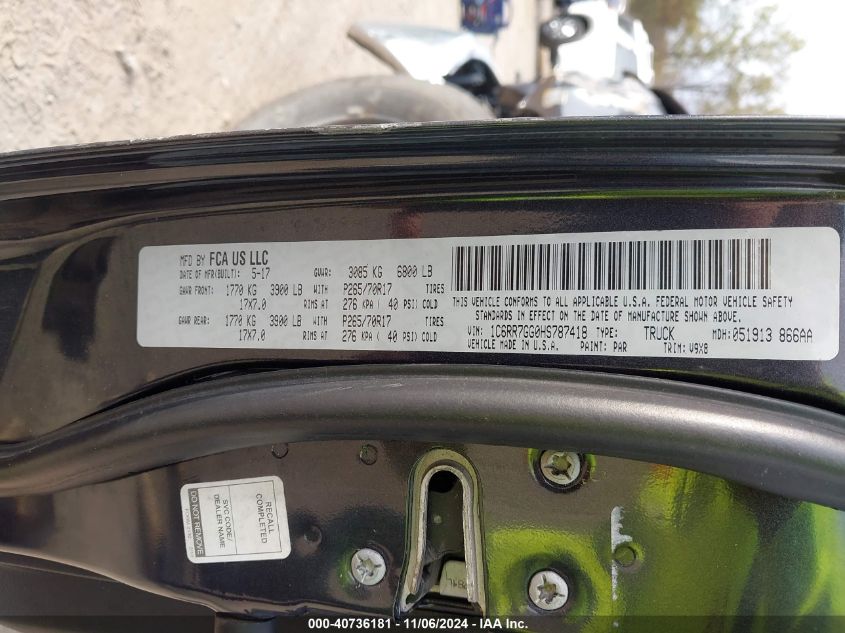 MFD BY FCA US LLC
DATE OF MFR(BUILT): 5-17 GVWR: 3085 KG 6800 LB
GAWR FRONT: 1770 KG 3900 LB WITH P265/70R17 TIRES
17X7.0 RIMS AT 276 KPA ( 40 PSI) COLD
GAWR REAR: 1770 KG 3900 LB WITH P265/70R17 TIRES
17X7.0 RIMS AT 276 KPA ( 40 PSI) COLD
THIS VEHICLE CONFORMS TO ALL APPLICABLE U.S.A. FEDERAL MOTOR VEHICLE SAFETY
STANDARDS IN EFFECT ON THE DATE OF MANUFACTURE SHOWN ABOVE.
VIN: 1C6RR7GG0HS787418 TYPE: TRUCK MDH: 051913 866AA
VEHICLE MADE IN U.S.A. PAINT: PAR TRIM: V9X8
RECALL
COMPLETED
SVC CODE/
DEALER NAME
DO NOT REMOVE
000-40736181 - 11/06/2024 - IAA Inc.